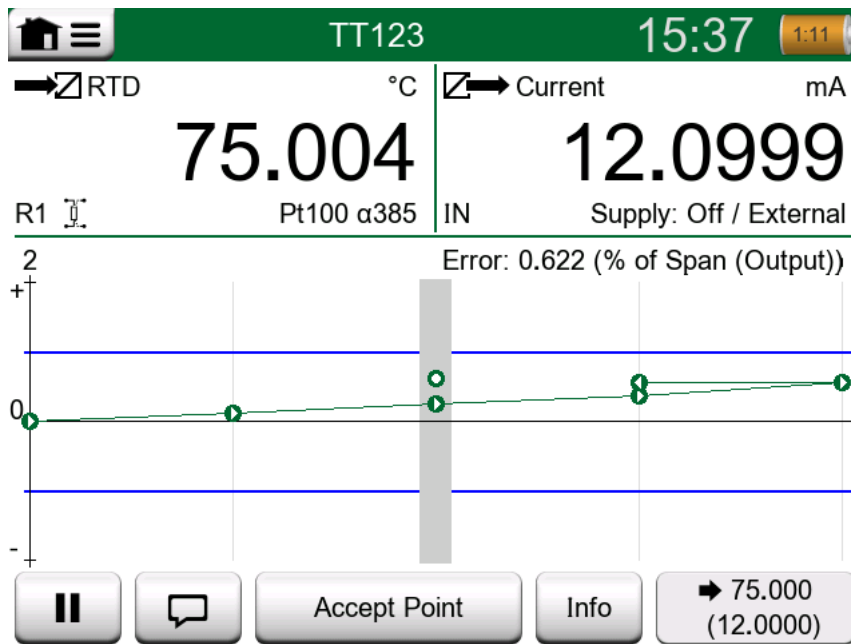 TT123 15:37 1:11
RTD °C
75.004
R1 Pt100 α385
Current mA
12.0999
IN Supply: Off / External
Error: 0.622 (% of Span (Output))
2
+
0
-
Accept Point
Info
75.000
(12.0000)